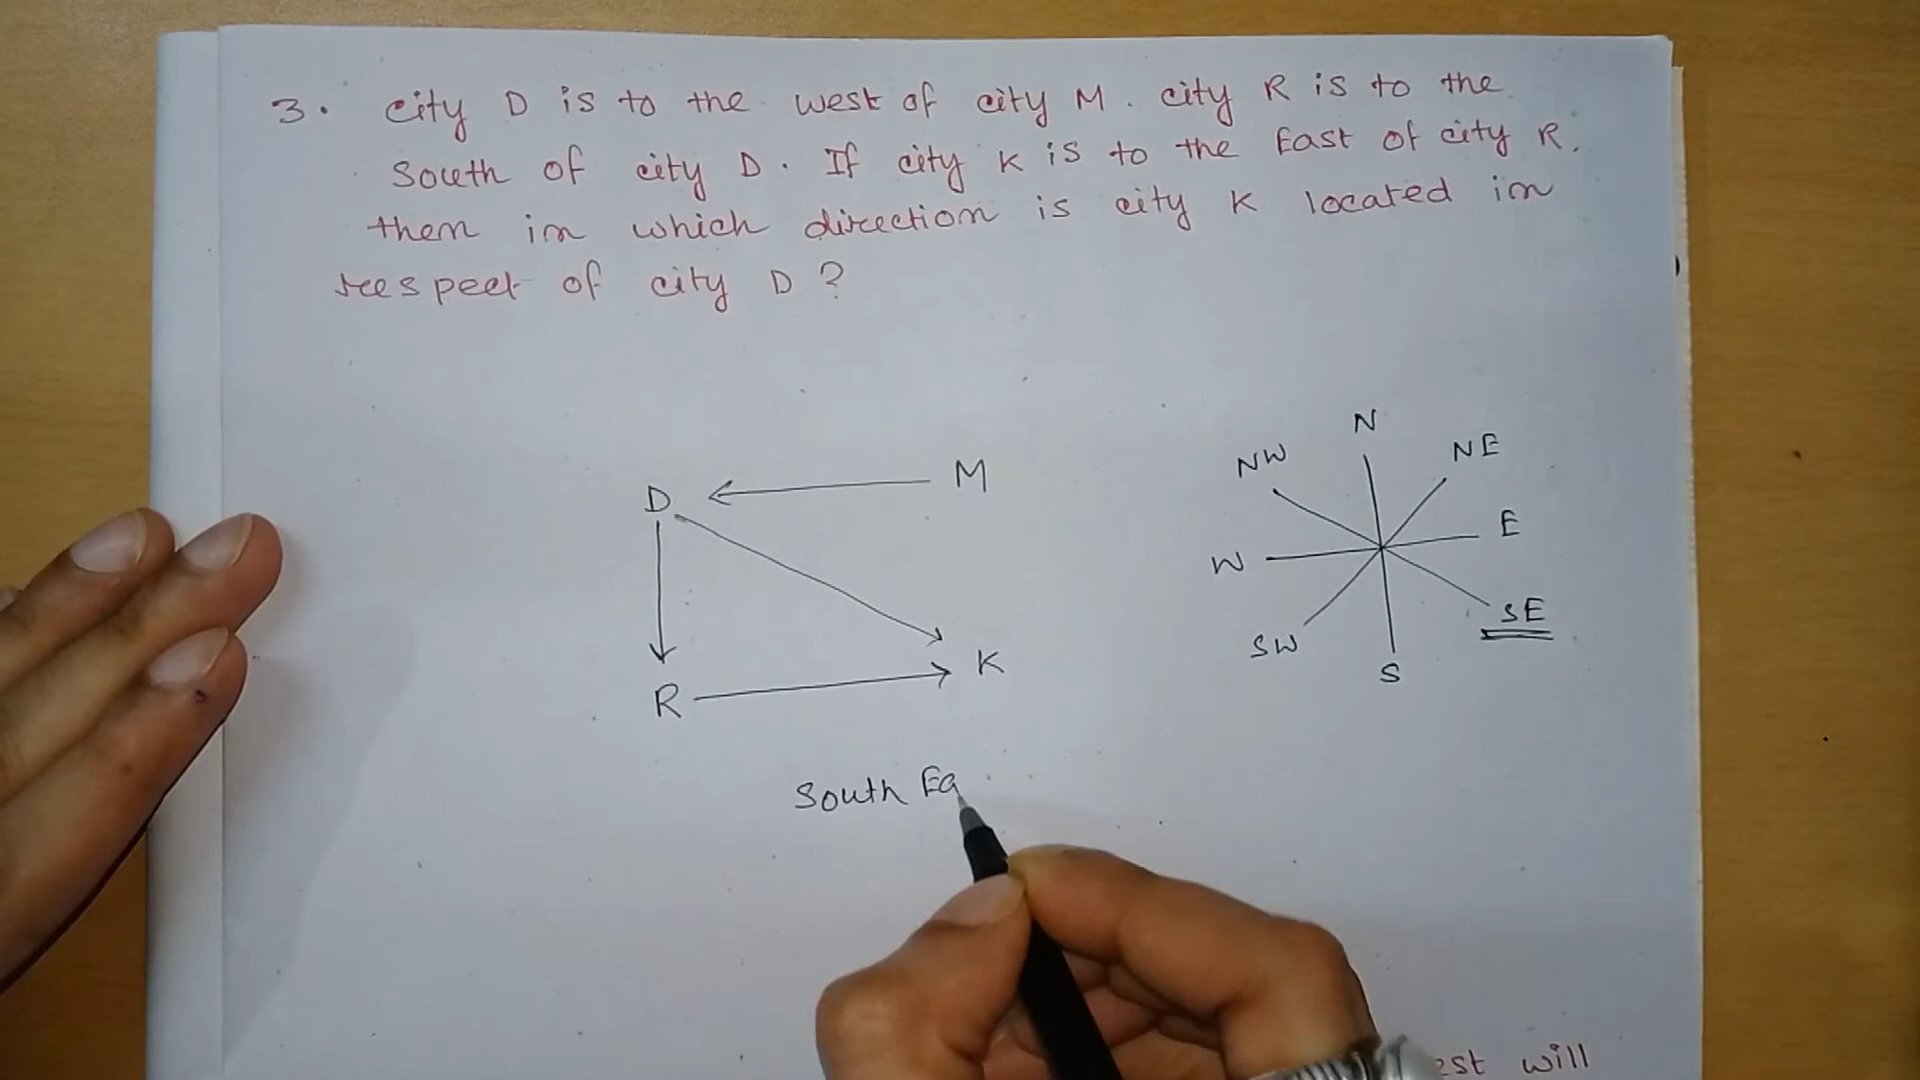 3. city D is to the west of city M. city R is to the
South of city D. If city K is to the East of city R.
then in which direction is city K located in
respect of city D?
N
NW
NE
D
M
E
W
SE
SW
K
S
R
South Ea
will